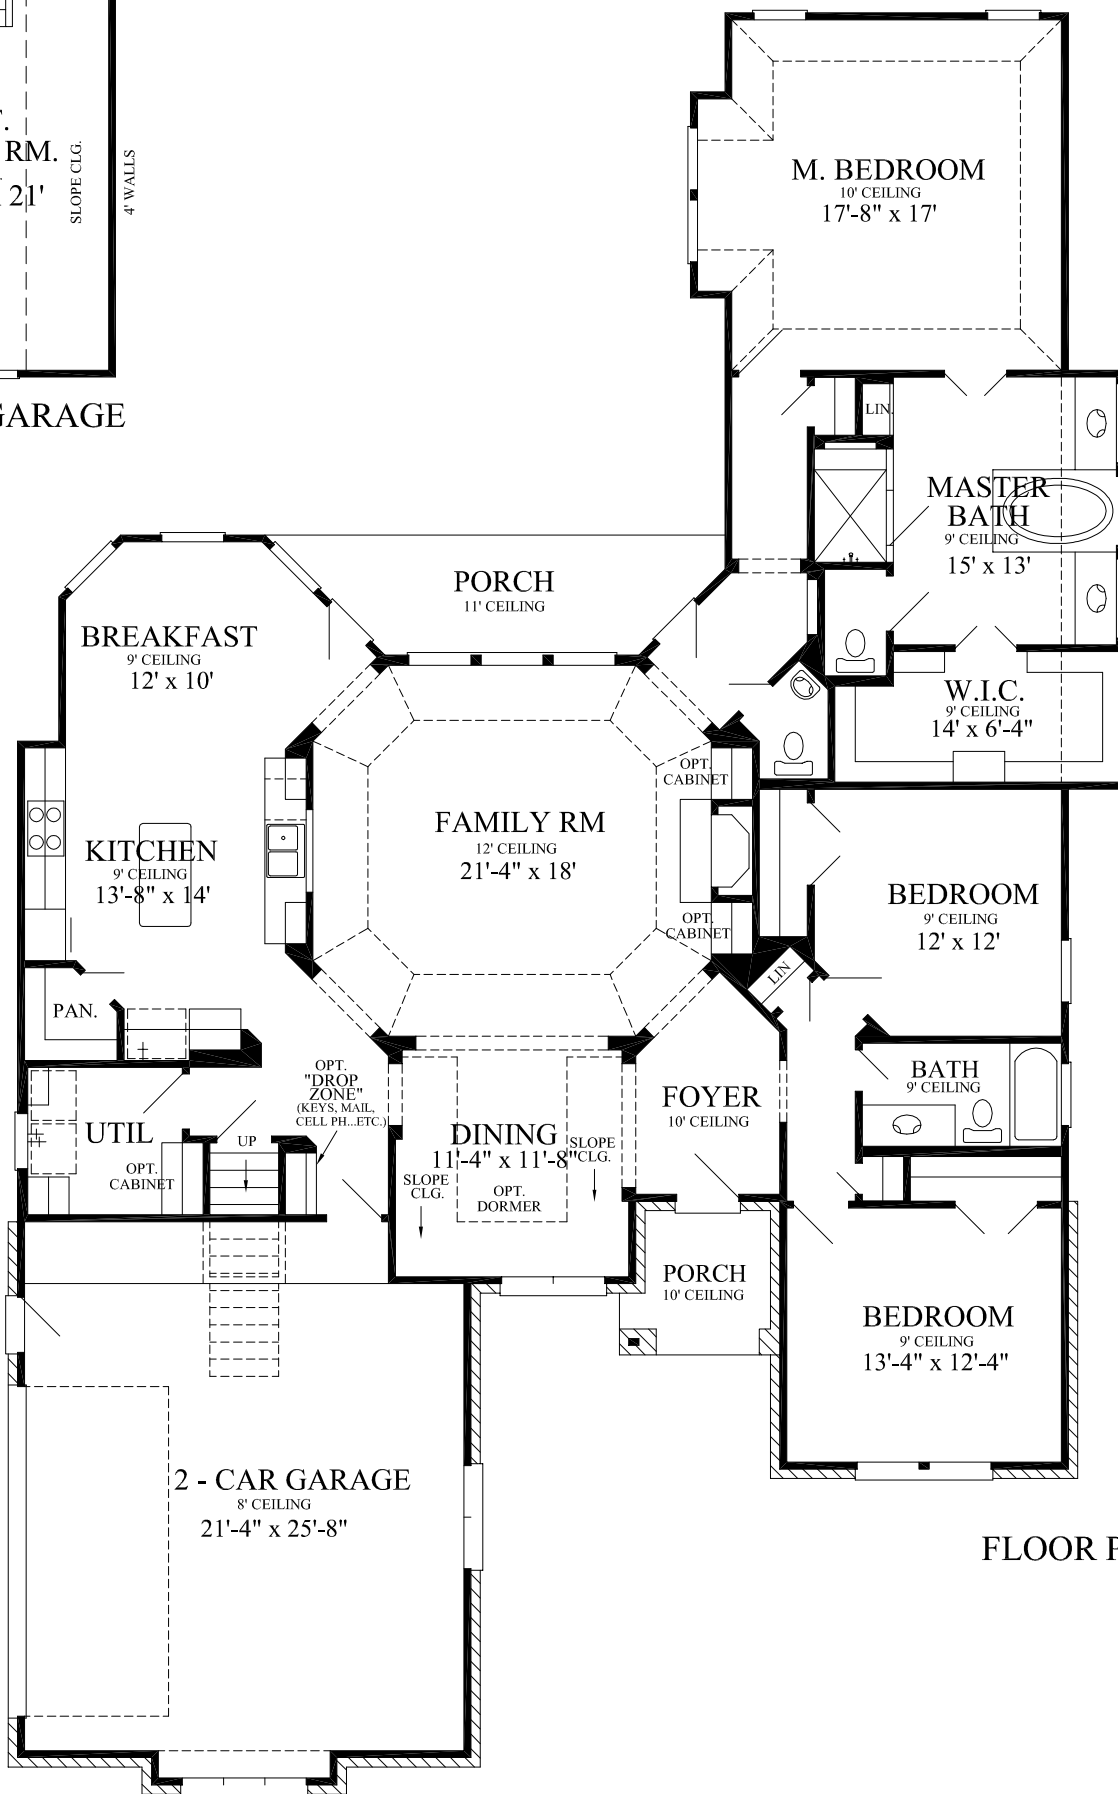 RM.
21'
SLOPE CLG.
4' WALLS
GARAGE
M. BEDROOM
10' CEILING
17'-8" x 17'
LIN.
MASTER
BATH
9' CEILING
15' x 13'
PORCH
11' CEILING
BREAKFAST
9' CEILING
12' x 10'
W.I.C.
9' CEILING
14' x 6'-4"
OPT.
CABINET
FAMILY RM
12' CEILING
21'-4" x 18'
KITCHEN
9' CEILING
13'-8" x 14'
OPT.
CABINET
BEDROOM
9' CEILING
12' x 12'
LIN
PAN.
OPT.
"DROP
ZONE"
(KEYS, MAIL,
CELL PH...ETC.)
FOYER
10' CEILING
BATH
9' CEILING
UTIL
UP
OPT.
CABINET
DINING
11'-4" x 11'-8"
SLOPE
CLG.
SLOPE
CLG.
OPT.
DORMER
PORCH
10' CEILING
BEDROOM
9' CEILING
13'-4" x 12'-4"
2 - CAR GARAGE
8' CEILING
21'-4" x 25'-8"
FLOOR P